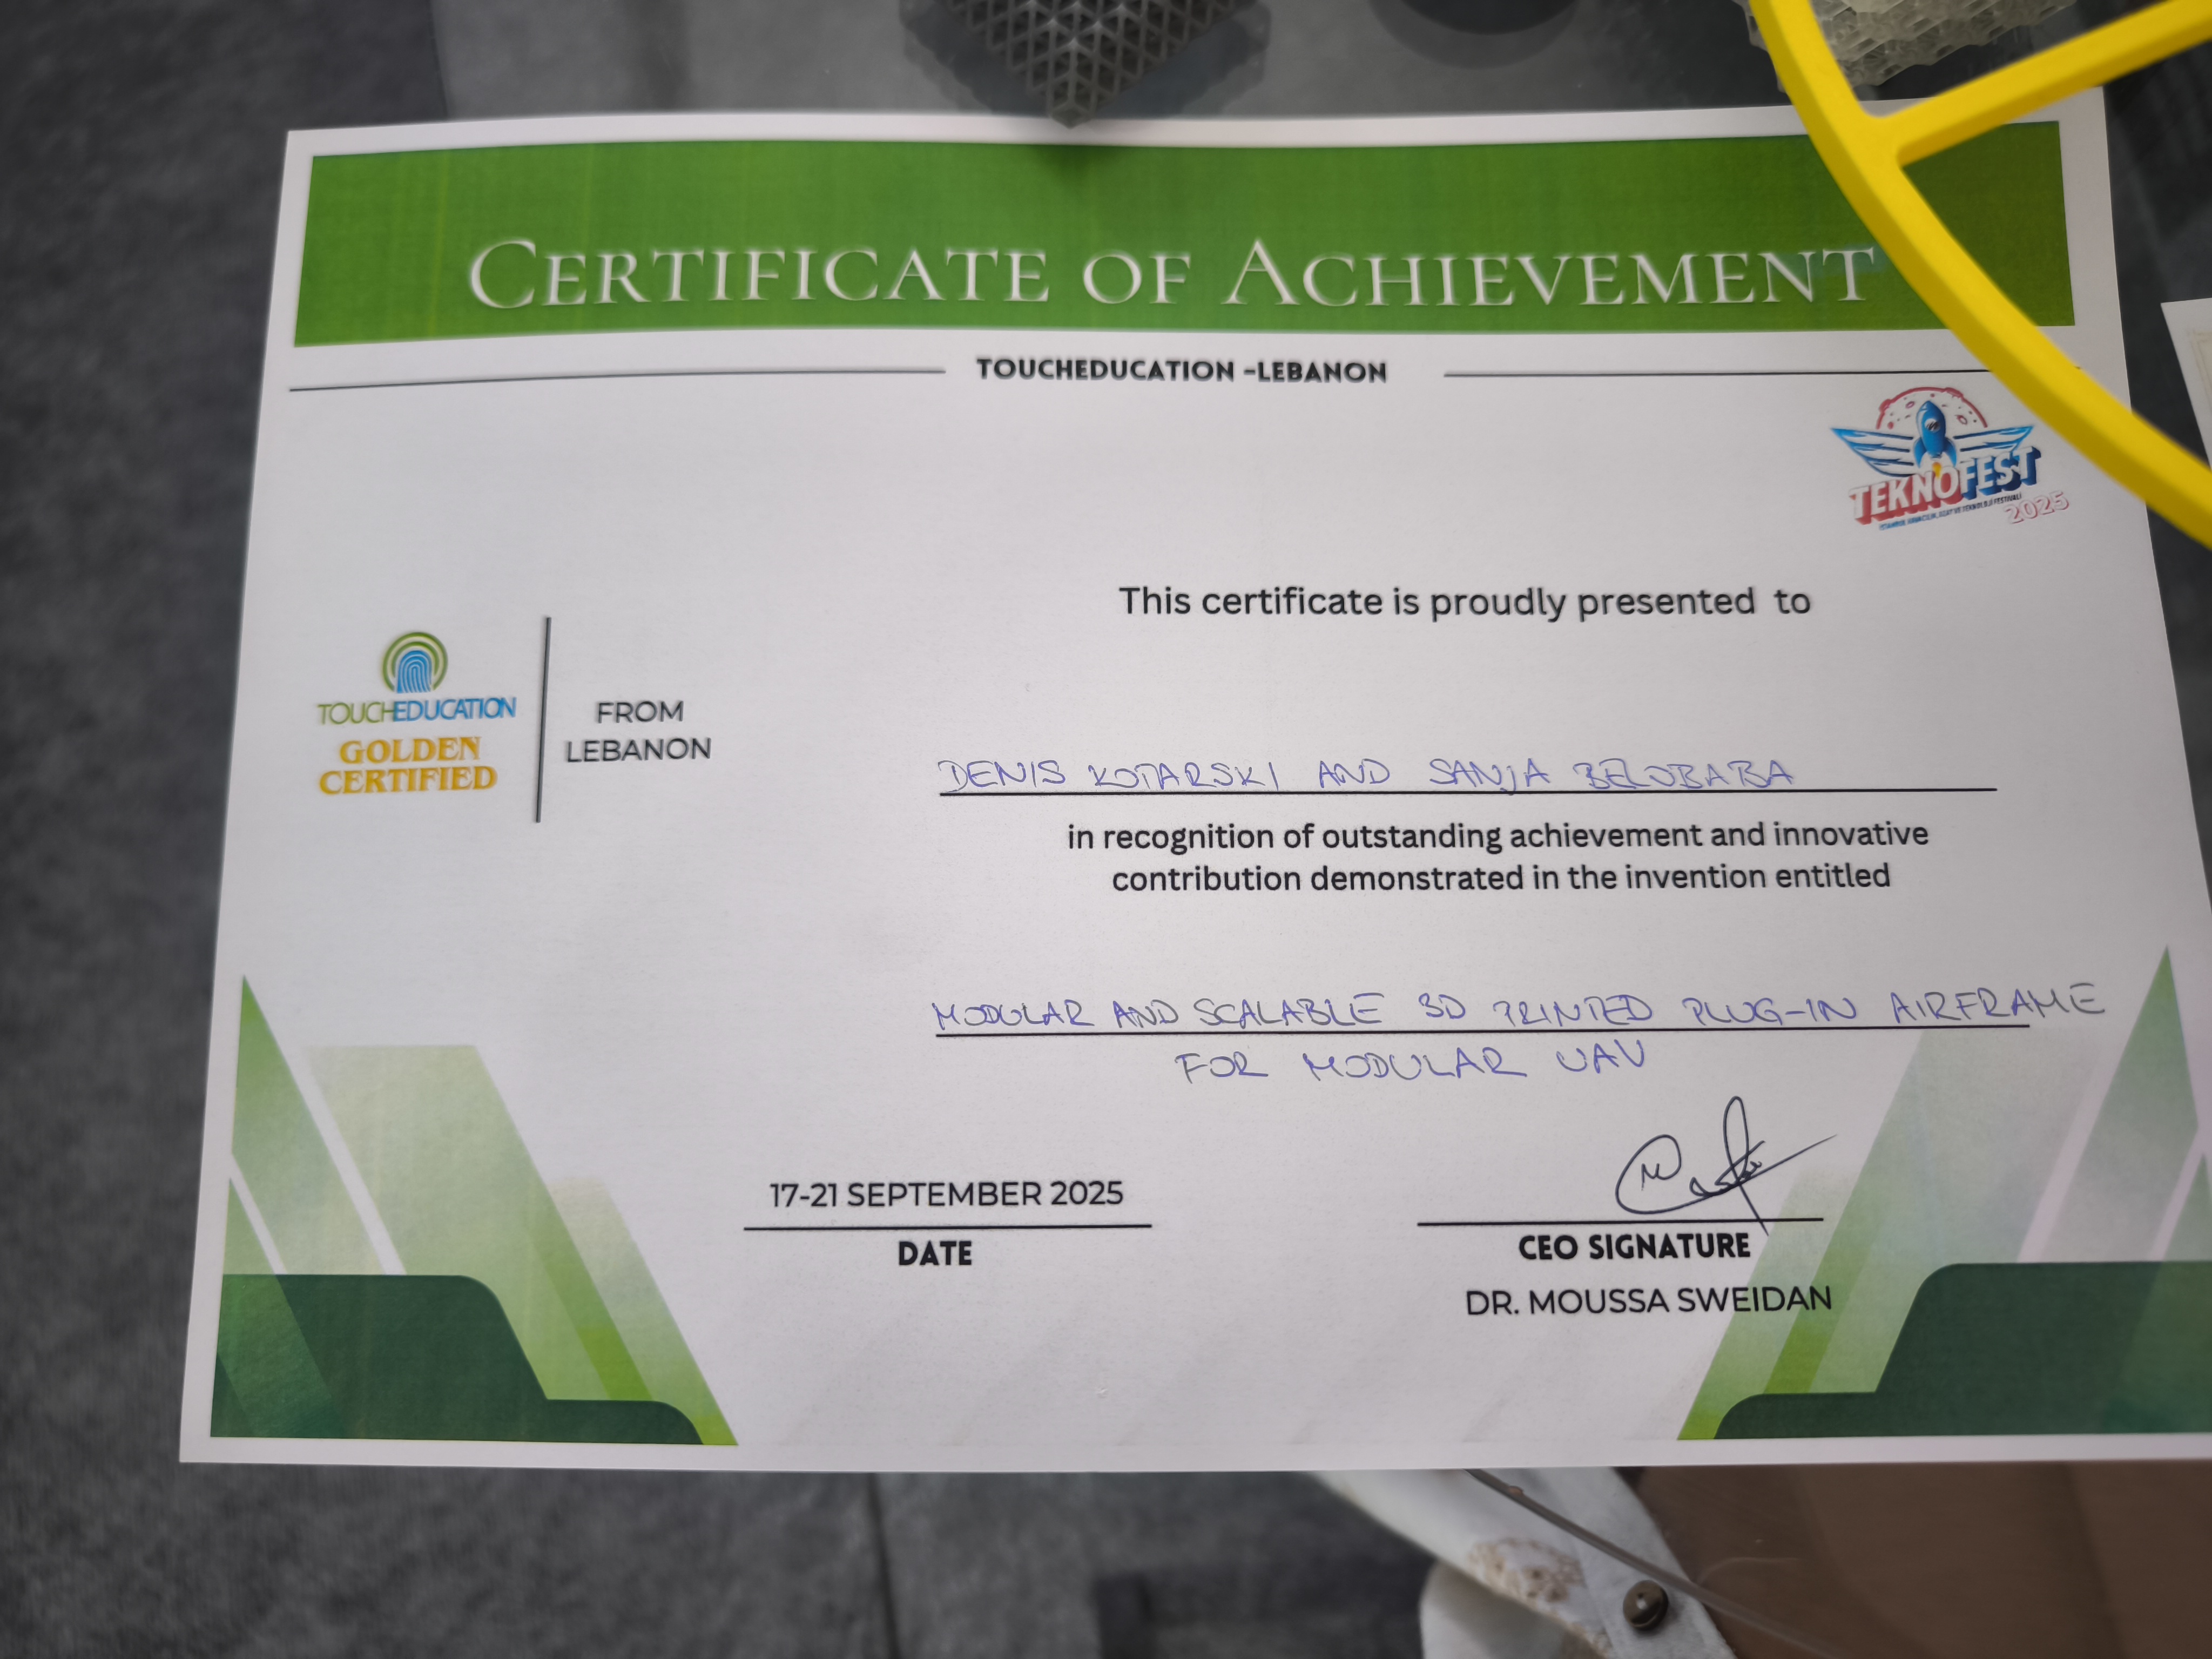 CERTIFICATE OF ACHIEVEMENT
TOUCHEDUCATION -LEBANON
TEKNOFEST
2025
This certificate is proudly presented to
TOUCHEDUCATION
GOLDEN
CERTIFIED
FROM
LEBANON
DENIS KOTARSKI AND SANJA BELOBABA
in recognition of outstanding achievement and innovative
contribution demonstrated in the invention entitled
MODULAR AND SCALABLE 3D PRINTED PLUG-IN AIRFRAME
FOR MODULAR UAV
17-21 SEPTEMBER 2025
DATE
CEO SIGNATURE
DR. MOUSSA SWEIDAN